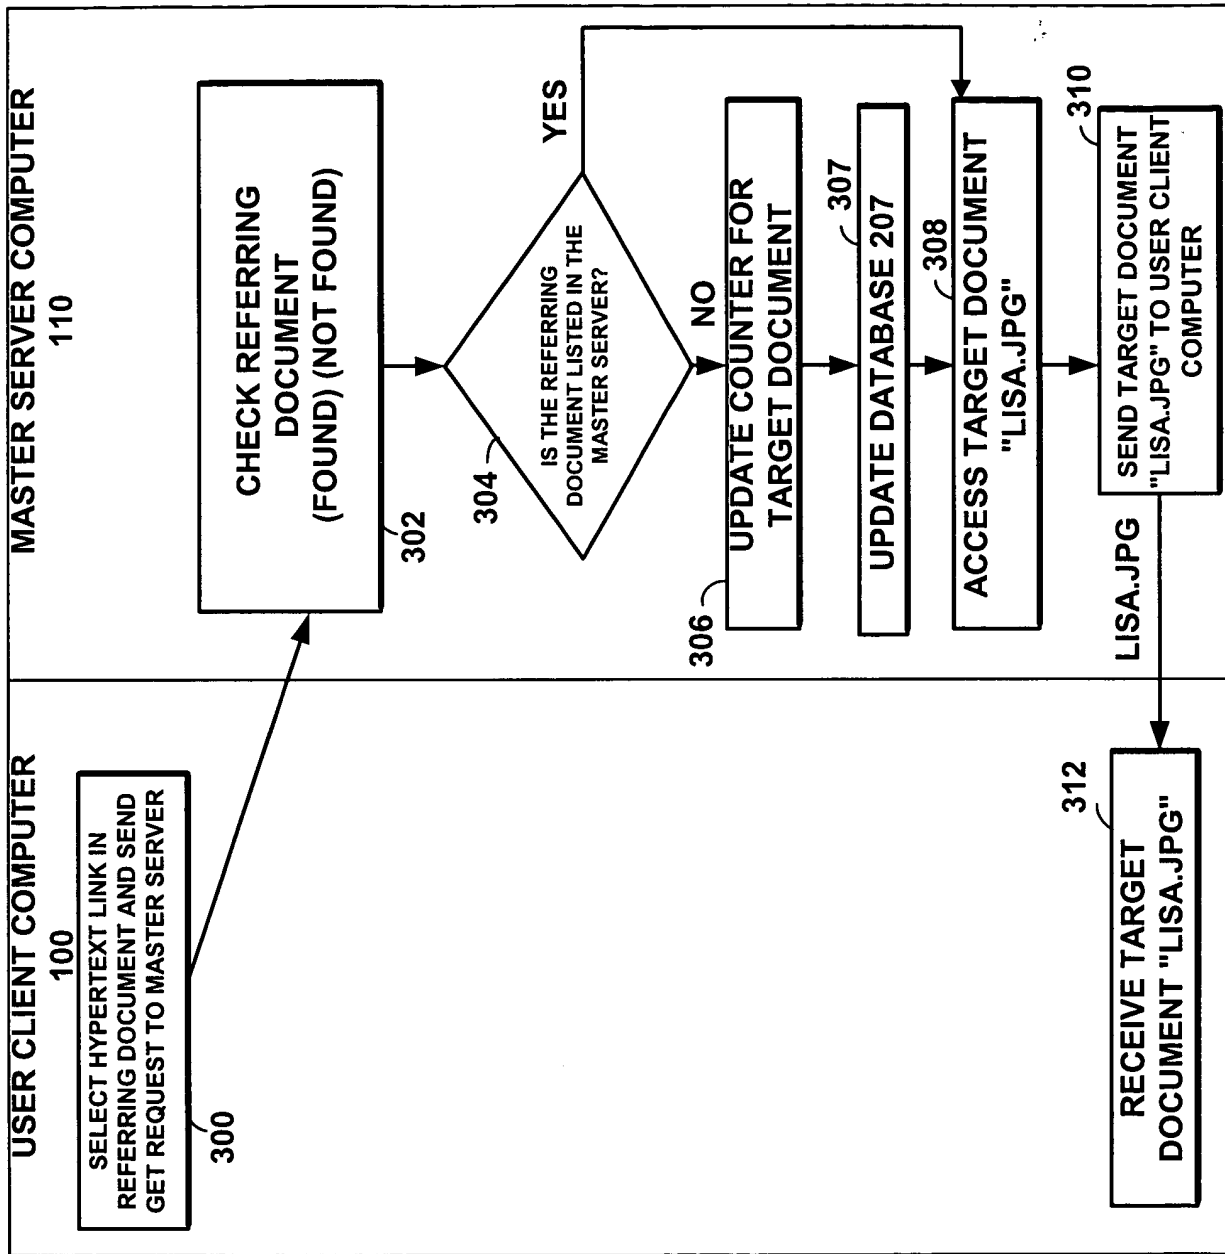 USER CLIENT COMPUTER
100
SELECT HYPERTEXT LINK IN
REFERRING DOCUMENT AND SEND
GET REQUEST TO MASTER SERVER
300
MASTER SERVER COMPUTER
110
CHECK REFERRING
DOCUMENT
(FOUND) (NOT FOUND)
302
304
IS THE REFERRING
DOCUMENT LISTED IN THE
MASTER SERVER?
YES
NO
306
UPDATE COUNTER FOR
TARGET DOCUMENT
307
UPDATE DATABASE 207
308
ACCESS TARGET DOCUMENT
"LISA.JPG"
310
SEND TARGET DOCUMENT
"LISA.JPG" TO USER CLIENT
COMPUTER
LISA.JPG
312
RECEIVE TARGET
DOCUMENT "LISA.JPG"